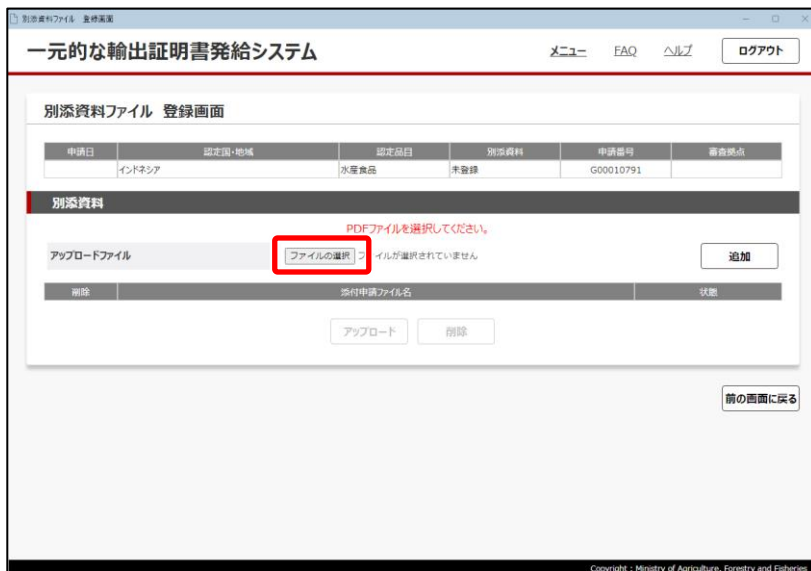 別添資料ファイル 登録画面
一元的な輸出証明書発給システム メニュー FAQ ヘルプ ログアウト
別添資料ファイル 登録画面
申請日 認定国・地域 認定品目 別添資料 申請番号 審査拠点
インドネシア 水産食品 未登録 G00010791
別添資料
PDFファイルを選択してください。
アップロードファイル ファイルの選択 ファイルが選択されていません 追加
削除 添付申請ファイル名 状態
アップロード 削除
前の画面に戻る
Copyright : Ministry of Agriculture, Forestry and Fisheries